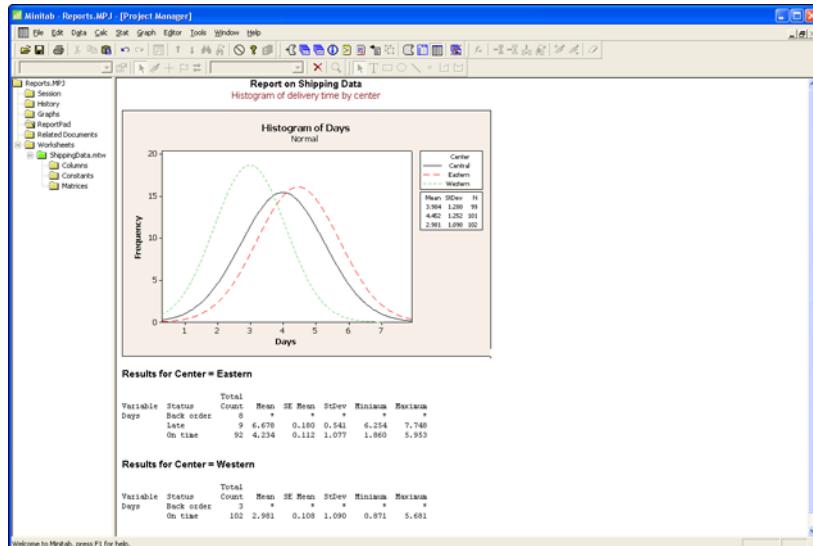 Minitab - Reports.MPJ - [Project Manager]
File Edit Data Calc Stat Graph Editor Tools Window Help
Reports.MPJ
Session
History
Graphs
ReportPad
Related Documents
Worksheets
ShippingData.mtw
Columns
Constants
Matrices
Report on Shipping Data
Histogram of delivery time by center
Histogram of Days
Normal
Frequency
20
15
10
5
0
1 2 3 4 5 6 7
Days
Center
Central
Eastern
Western
Mean StDev N
3.984 1.280 99
4.452 1.252 101
2.981 1.090 102
Results for Center = Eastern
Total
Variable Status Count Mean SE Mean StDev Minimum Maximum
Days Back order 8 * * * * *
Late 9 6.678 0.180 0.541 6.254 7.748
On time 92 4.234 0.112 1.077 1.860 5.953
Results for Center = Western
Total
Variable Status Count Mean SE Mean StDev Minimum Maximum
Days Back order 3 * * * * *
On time 102 2.981 0.108 1.090 0.871 5.681
Welcome to Minitab, press F1 for help.